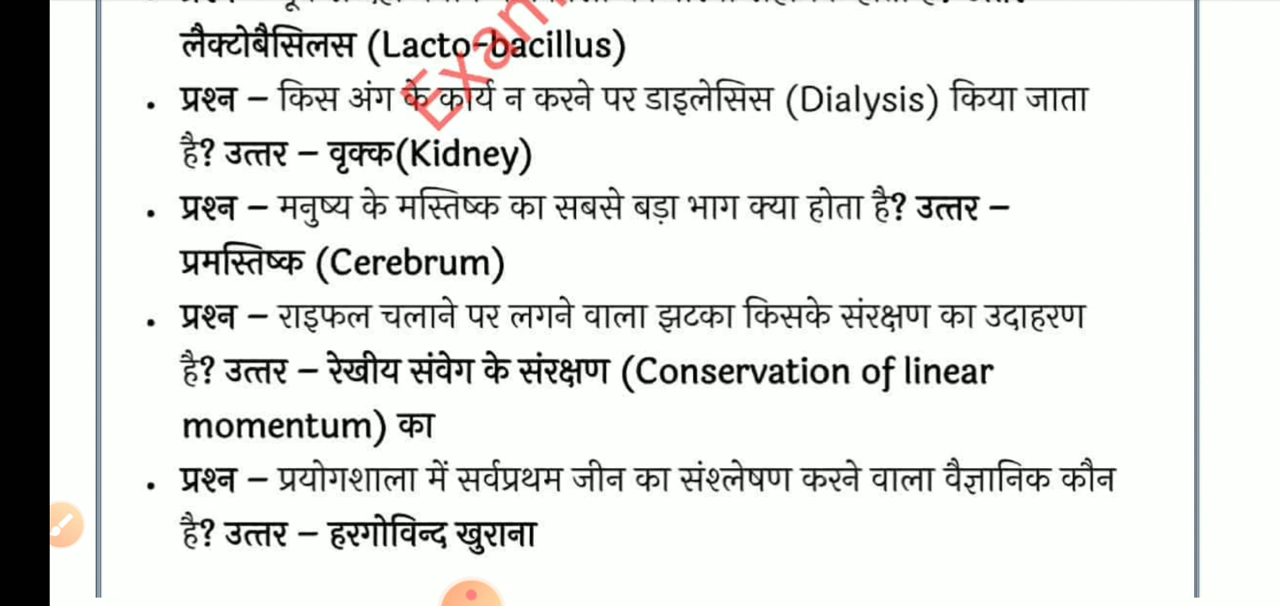 लैक्टोबैसिलस (Lacto-bacillus)
• प्रश्न – किस अंग के कार्य न करने पर डाइलेसिस (Dialysis) किया जाता
है? उत्तर – वृक्क(Kidney)
• प्रश्न – मनुष्य के मस्तिष्क का सबसे बड़ा भाग क्या होता है? उत्तर –
प्रमस्तिष्क (Cerebrum)
• प्रश्न – राइफल चलाने पर लगने वाला झटका किसके संरक्षण का उदाहरण
है? उत्तर – रेखीय संवेग के संरक्षण (Conservation of linear
momentum) का
• प्रश्न – प्रयोगशाला में सर्वप्रथम जीन का संश्लेषण करने वाला वैज्ञानिक कौन
है? उत्तर – हरगोविन्द खुराना
Exam